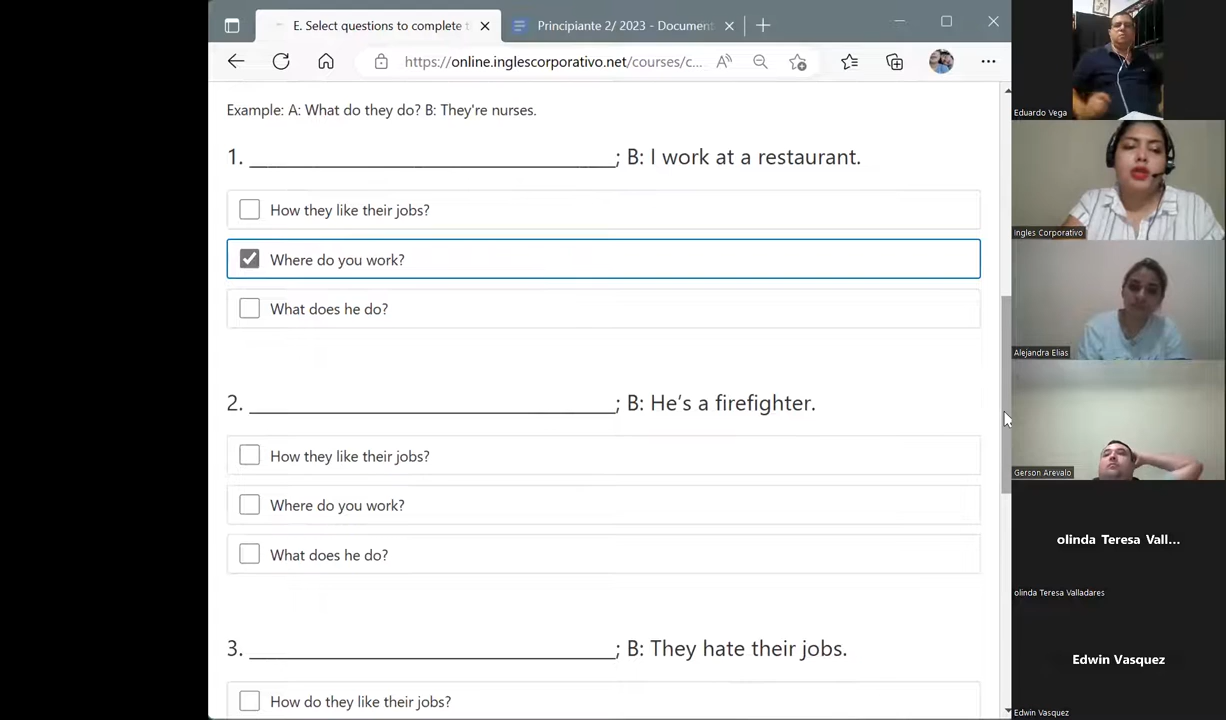 E. Select questions to complete t
Principiante 2/ 2023 - Document
https://online.inglescorporativo.net/courses/c...
Example: A: What do they do? B: They're nurses.
1. ________________________________; B: I work at a restaurant.
How they like their jobs?
Where do you work?
What does he do?
2. ________________________________; B: He's a firefighter.
How they like their jobs?
Where do you work?
What does he do?
3. ________________________________; B: They hate their jobs.
How do they like their jobs?
Eduardo Vega
Ingles Corporativo
Alejandra Elias
Gerson Arevalo
olinda Teresa Vall...
olinda Teresa Valladares
Edwin Vasquez
Edwin Vasquez